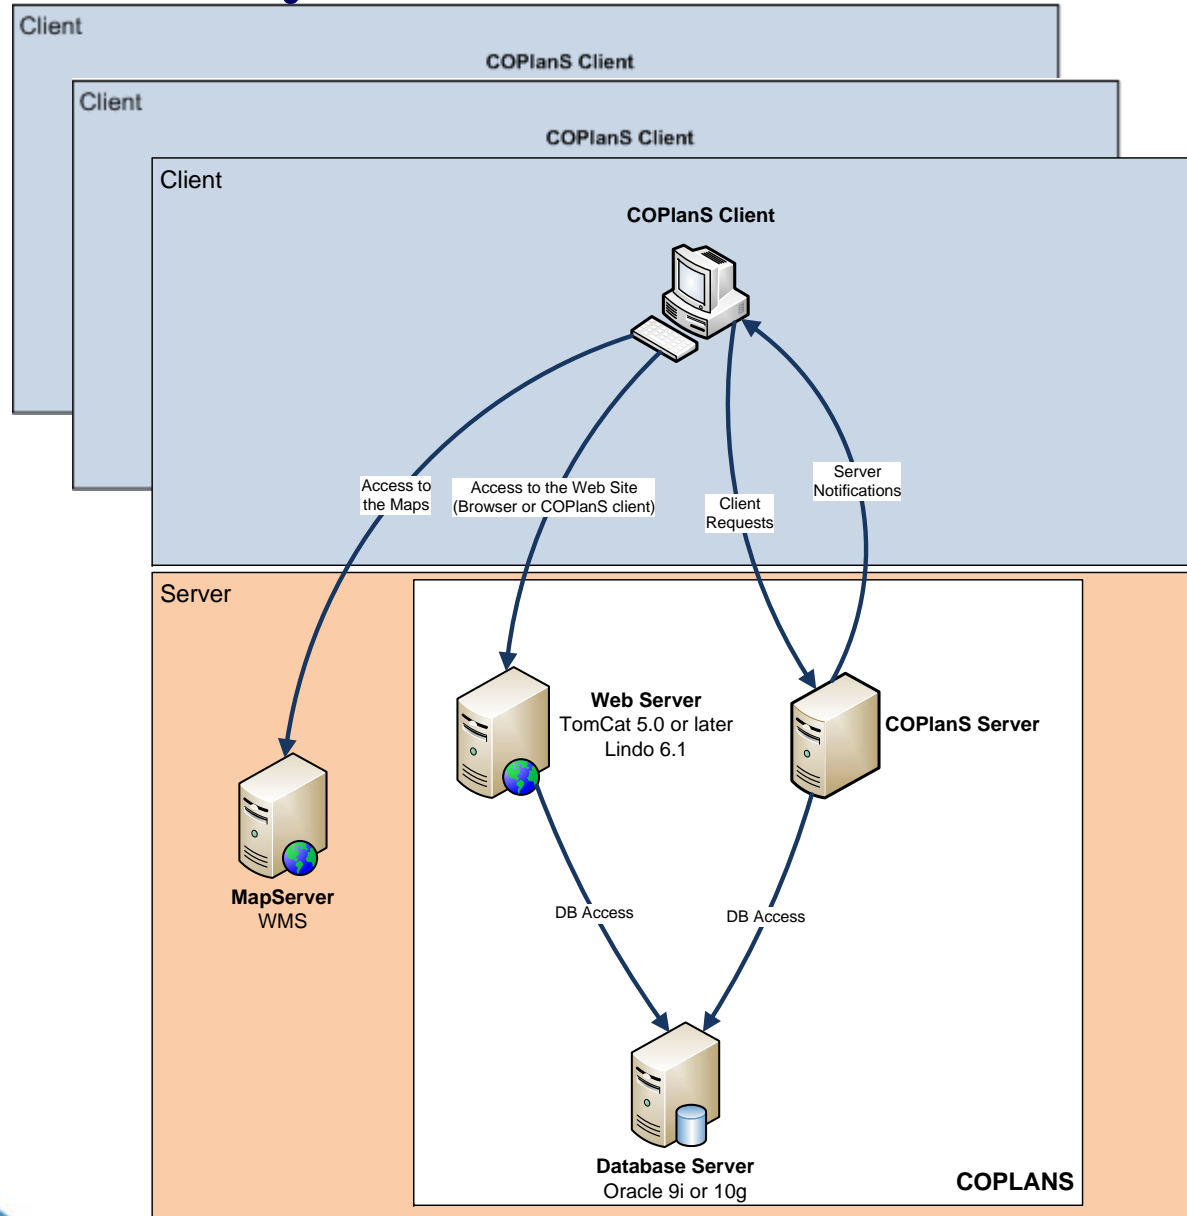 Client
COPlanS Client
Client
COPlanS Client
Client
COPlanS Client
Access to
the Maps
Access to the Web Site
(Browser or COPlanS client)
Client
Requests
Server
Notifications
Server
Web Server
TomCat 5.0 or later
Lindo 6.1
COPlanS Server
MapServer
WMS
DB Access
DB Access
Database Server
Oracle 9i or 10g
COPLANS